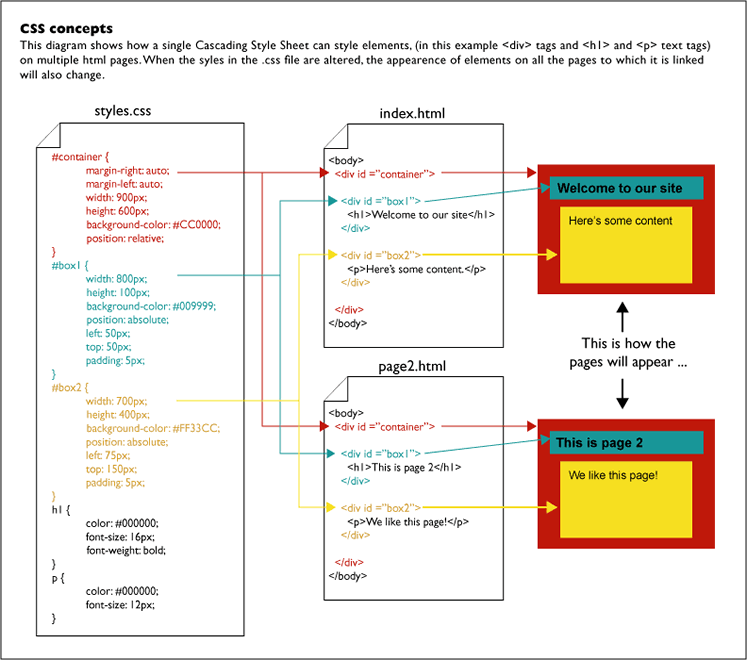 CSS concepts
This diagram shows how a single Cascading Style Sheet can style elements, (in this example <div> tags and <h1> and <p> text tags)
on multiple html pages. When the syles in the .css file are altered, the appearence of elements on all the pages to which it is linked
will also change.
styles.css
#container {
margin-right: auto;
margin-left: auto;
width: 900px;
height: 600px;
background-color: #CC0000;
position: relative;
}
#box1 {
width: 800px;
height: 100px;
background-color: #009999;
position: absolute;
left: 50px;
top: 50px;
padding: 5px;
}
#box2 {
width: 700px;
height: 400px;
background-color: #FF33CC;
position: absolute;
left: 75px;
top: 150px;
padding: 5px;
}
h1 {
color: #000000;
font-size: 16px;
font-weight: bold;
}
p {
color: #000000;
font-size: 12px;
}
index.html
<body>
<div id ="container">
<div id ="box1">
<h1>Welcome to our site</h1>
</div>
<div id ="box2">
<p>Here's some content.</p>
</div>
</div>
</body>
Welcome to our site
Here's some content
This is how the
pages will appear ...
page2.html
<body>
<div id ="container">
<div id ="box1">
<h1>This is page 2</h1>
</div>
<div id ="box2">
<p>We like this page!</p>
</div>
</div>
</body>
This is page 2
We like this page!